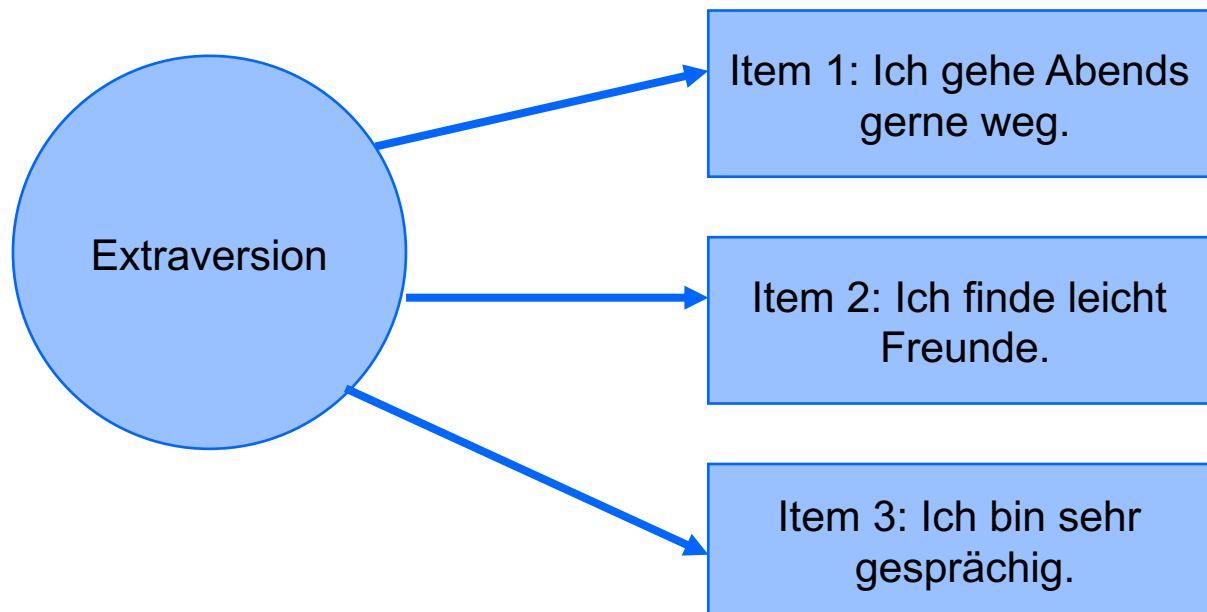 Extraversion
Item 1: Ich gehe Abends
gerne weg.
Item 2: Ich finde leicht
Freunde.
Item 3: Ich bin sehr
gesprächig.